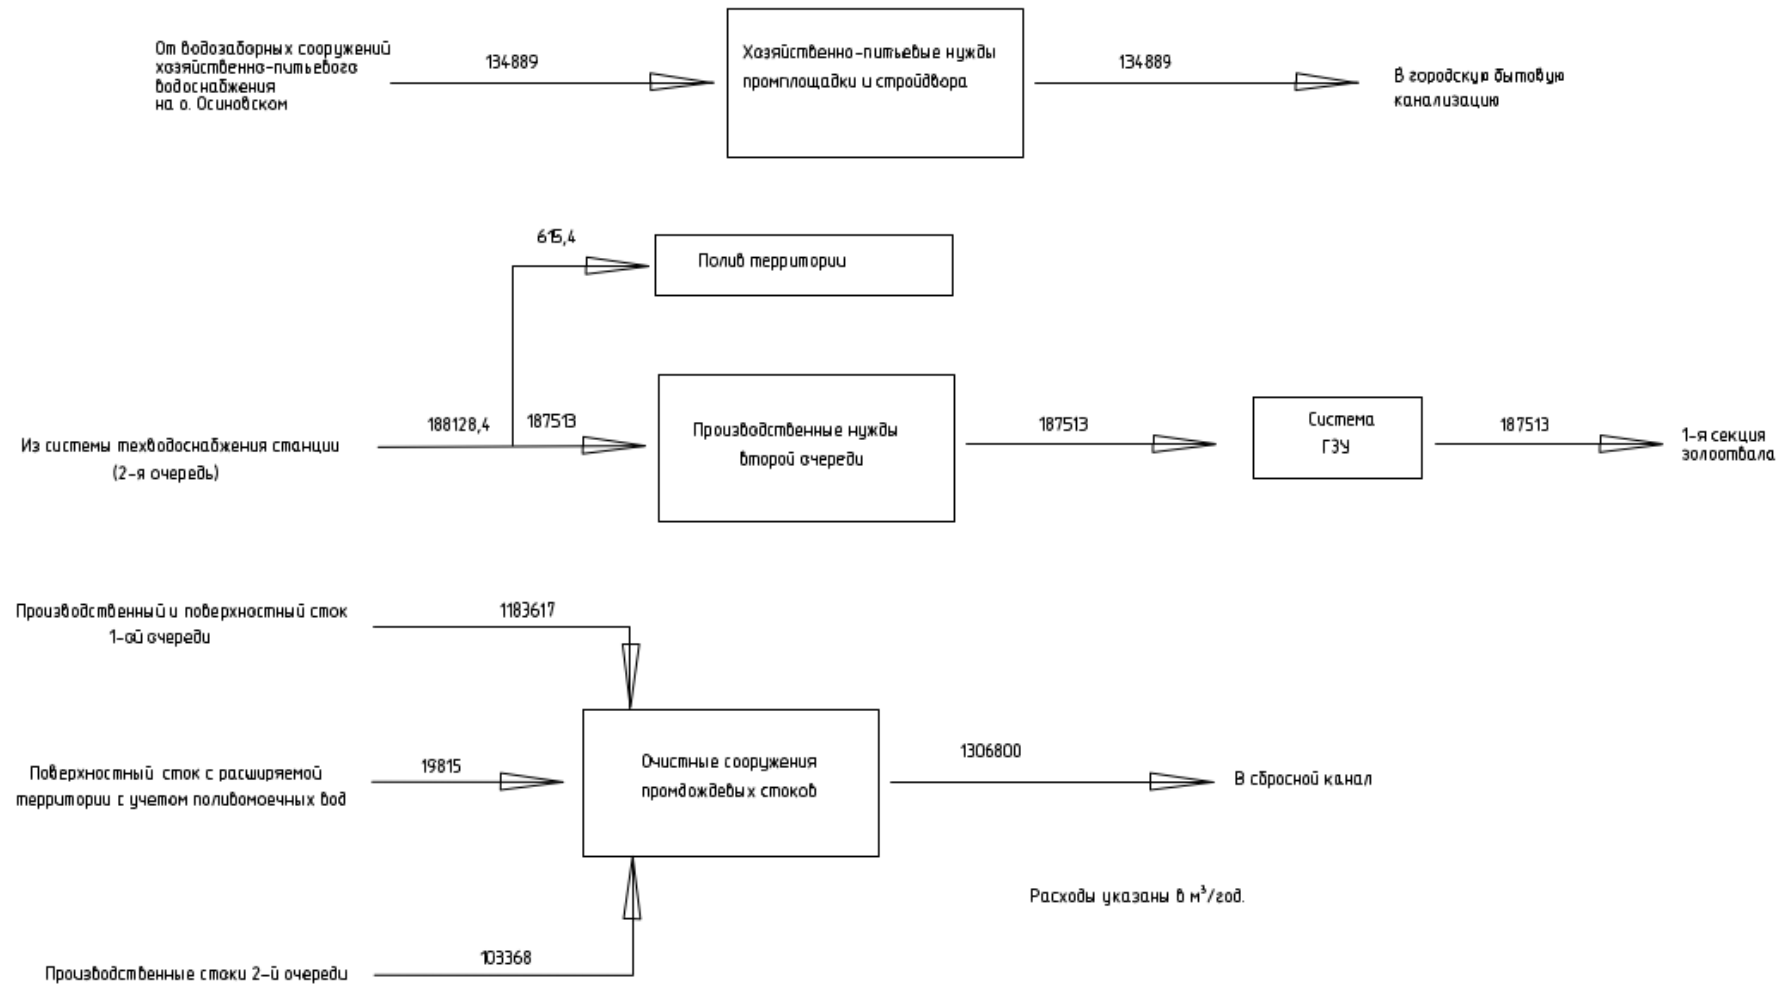 От водозаборных сооружений
хозяйственно-питьевого
водоснабжения
на о. Осиновском
134889
Хозяйственно-питьевые нужды
промплощадки и стройдвора
134889
В городскую бытовую
канализацию
615,4
Полив территории
Из системы техводоснабжения станции
(2-я очередь)
188128,4
187513
Производственные нужды
второй очереди
187513
Система
ГЗУ
187513
1-я секция
золоотвала
Производственный и поверхностный сток
1-ой очереди
1183617
Поверхностный сток с расширяемой
территории с учетом поливомоечных вод
19815
Очистные сооружения
промдождевых стоков
1306800
В сбросной канал
Расходы указаны в м³/год.
Производственные стоки 2-й очереди
103368